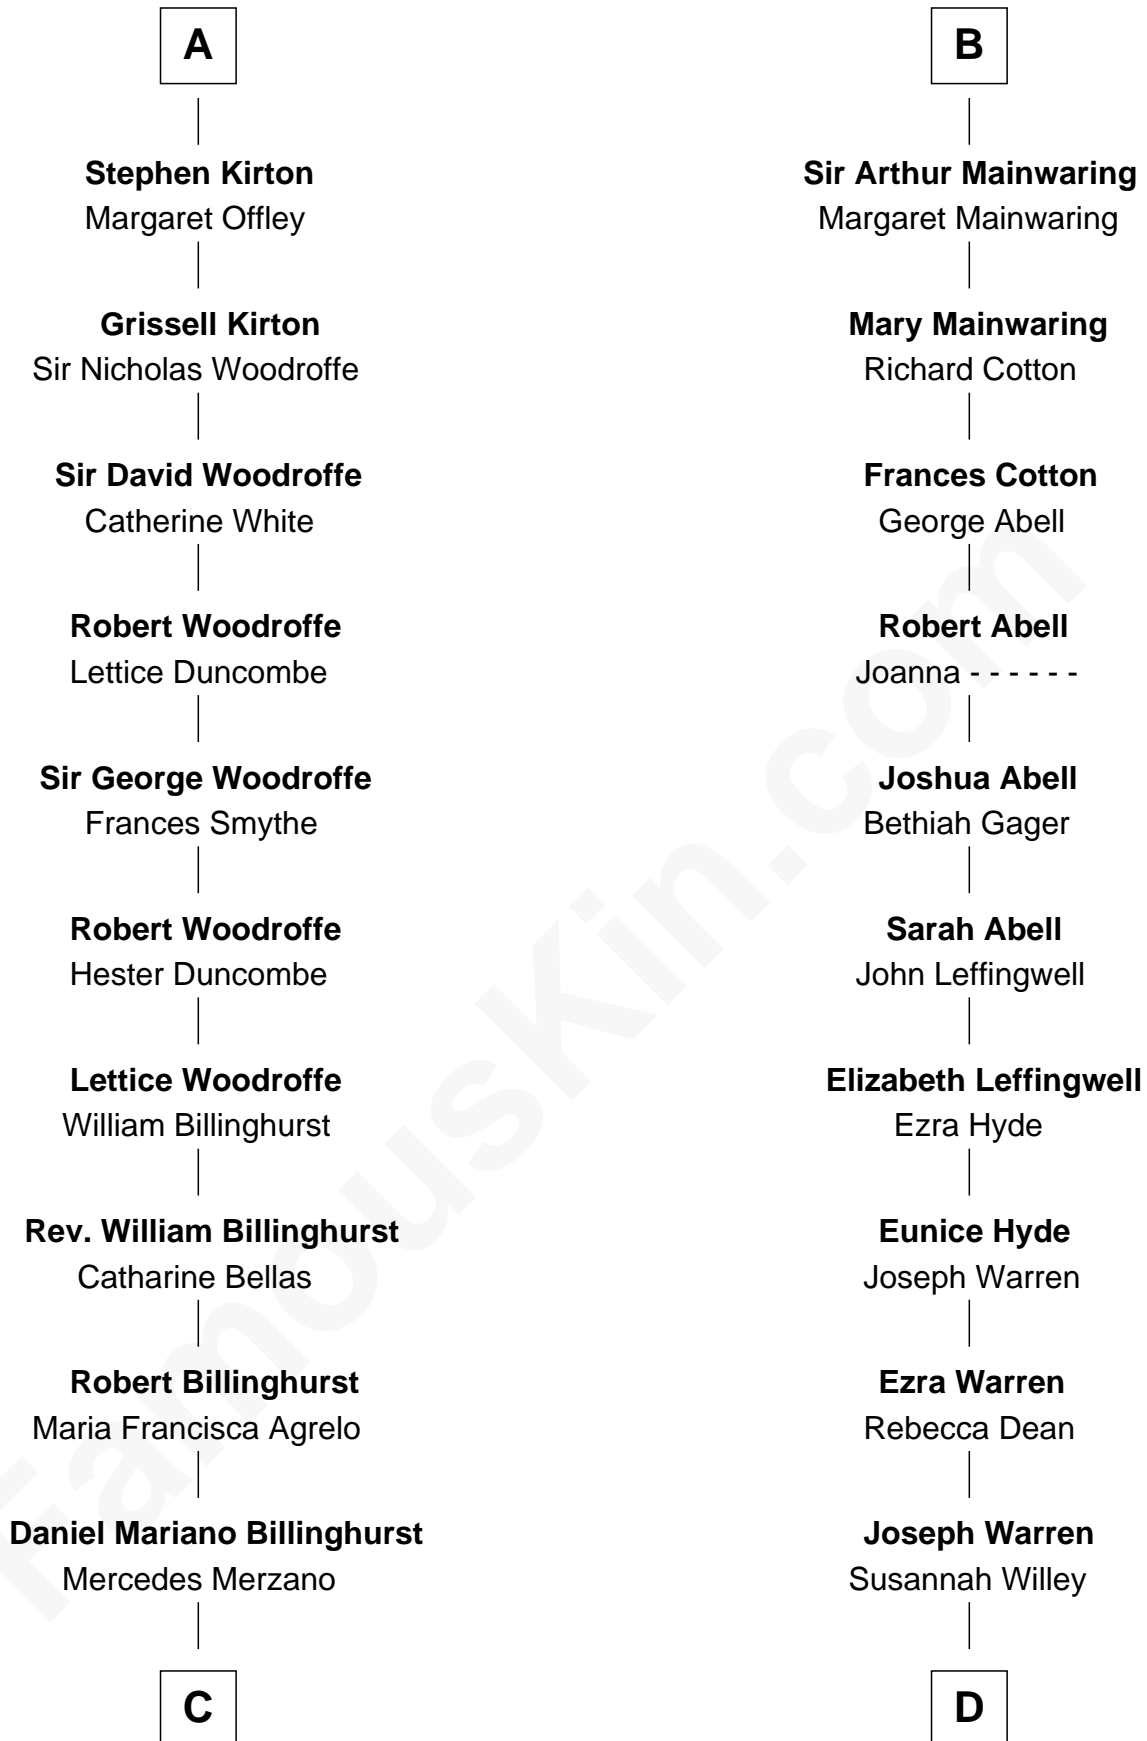 A
Stephen Kirton
Margaret Offley
Grissell Kirton
Sir Nicholas Woodroffe
Sir David Woodroffe
Catherine White
Robert Woodroffe
Lettice Duncombe
Sir George Woodroffe
Frances Smythe
Robert Woodroffe
Hester Duncombe
Lettice Woodroffe
William Billinghurst
Rev. William Billinghurst
Catharine Bellas
Robert Billinghurst
Maria Francisca Agrelo
Daniel Mariano Billinghurst
Mercedes Merzano
C
B
Sir Arthur Mainwaring
Margaret Mainwaring
Mary Mainwaring
Richard Cotton
Frances Cotton
George Abell
Robert Abell
Joanna - - - - - -
Joshua Abell
Bethiah Gager
Sarah Abell
John Leffingwell
Elizabeth Leffingwell
Ezra Hyde
Eunice Hyde
Joseph Warren
Ezra Warren
Rebecca Dean
Joseph Warren
Susannah Willey
D
FamousKin.com